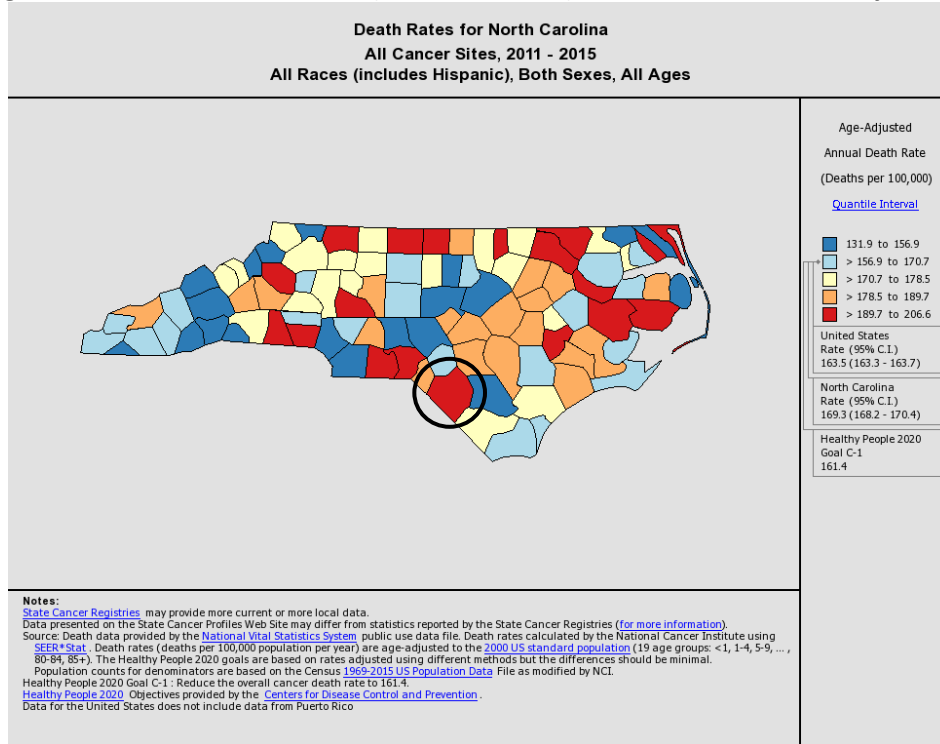 Death Rates for North Carolina
All Cancer Sites, 2011 - 2015
All Races (includes Hispanic), Both Sexes, All Ages
Age-Adjusted
Annual Death Rate
(Deaths per 100,000)
Quantile Interval
131.9 to 156.9
> 156.9 to 170.7
> 170.7 to 178.5
> 178.5 to 189.7
> 189.7 to 206.6
United States
Rate (95% C.I.)
163.5 (163.3 - 163.7)
North Carolina
Rate (95% C.I.)
169.3 (168.2 - 170.4)
Healthy People 2020
Goal C-1
161.4
Notes:
State Cancer Registries may provide more current or more local data.
Data presented on the State Cancer Profiles Web Site may differ from statistics reported by the State Cancer Registries (for more information).
Source: Death data provided by the National Vital Statistics System public use data file. Death rates calculated by the National Cancer Institute using
SEER*Stat . Death rates (deaths per 100,000 population per year) are age-adjusted to the 2000 US standard population (19 age groups: <1, 1-4, 5-9, ... ,
80-84, 85+). The Healthy People 2020 goals are based on rates adjusted using different methods but the differences should be minimal.
Population counts for denominators are based on the Census 1969-2015 US Population Data File as modified by NCI.
Healthy People 2020 Goal C-1 : Reduce the overall cancer death rate to 161.4.
Healthy People 2020 Objectives provided by the Centers for Disease Control and Prevention .
Data for the United States does not include data from Puerto Rico